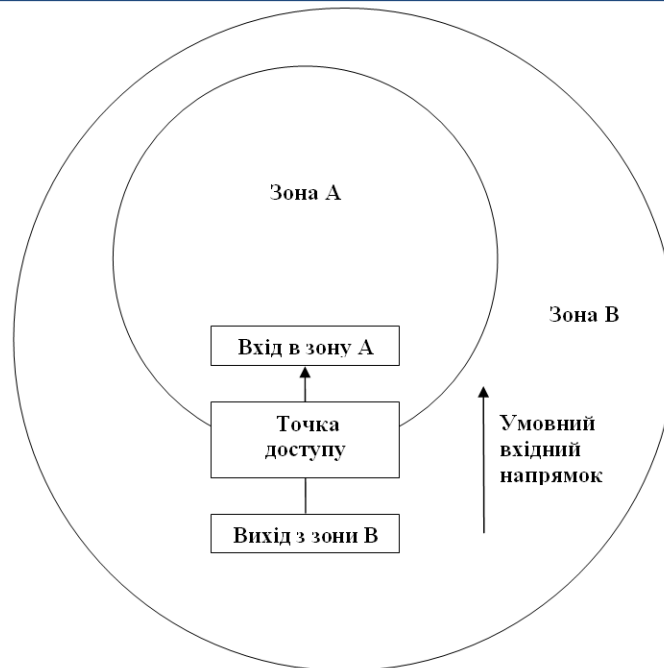 Зона А
Зона В
Вхід в зону А
Точка
доступу
Умовний
вхідний
напрямок
Вихід з зони В